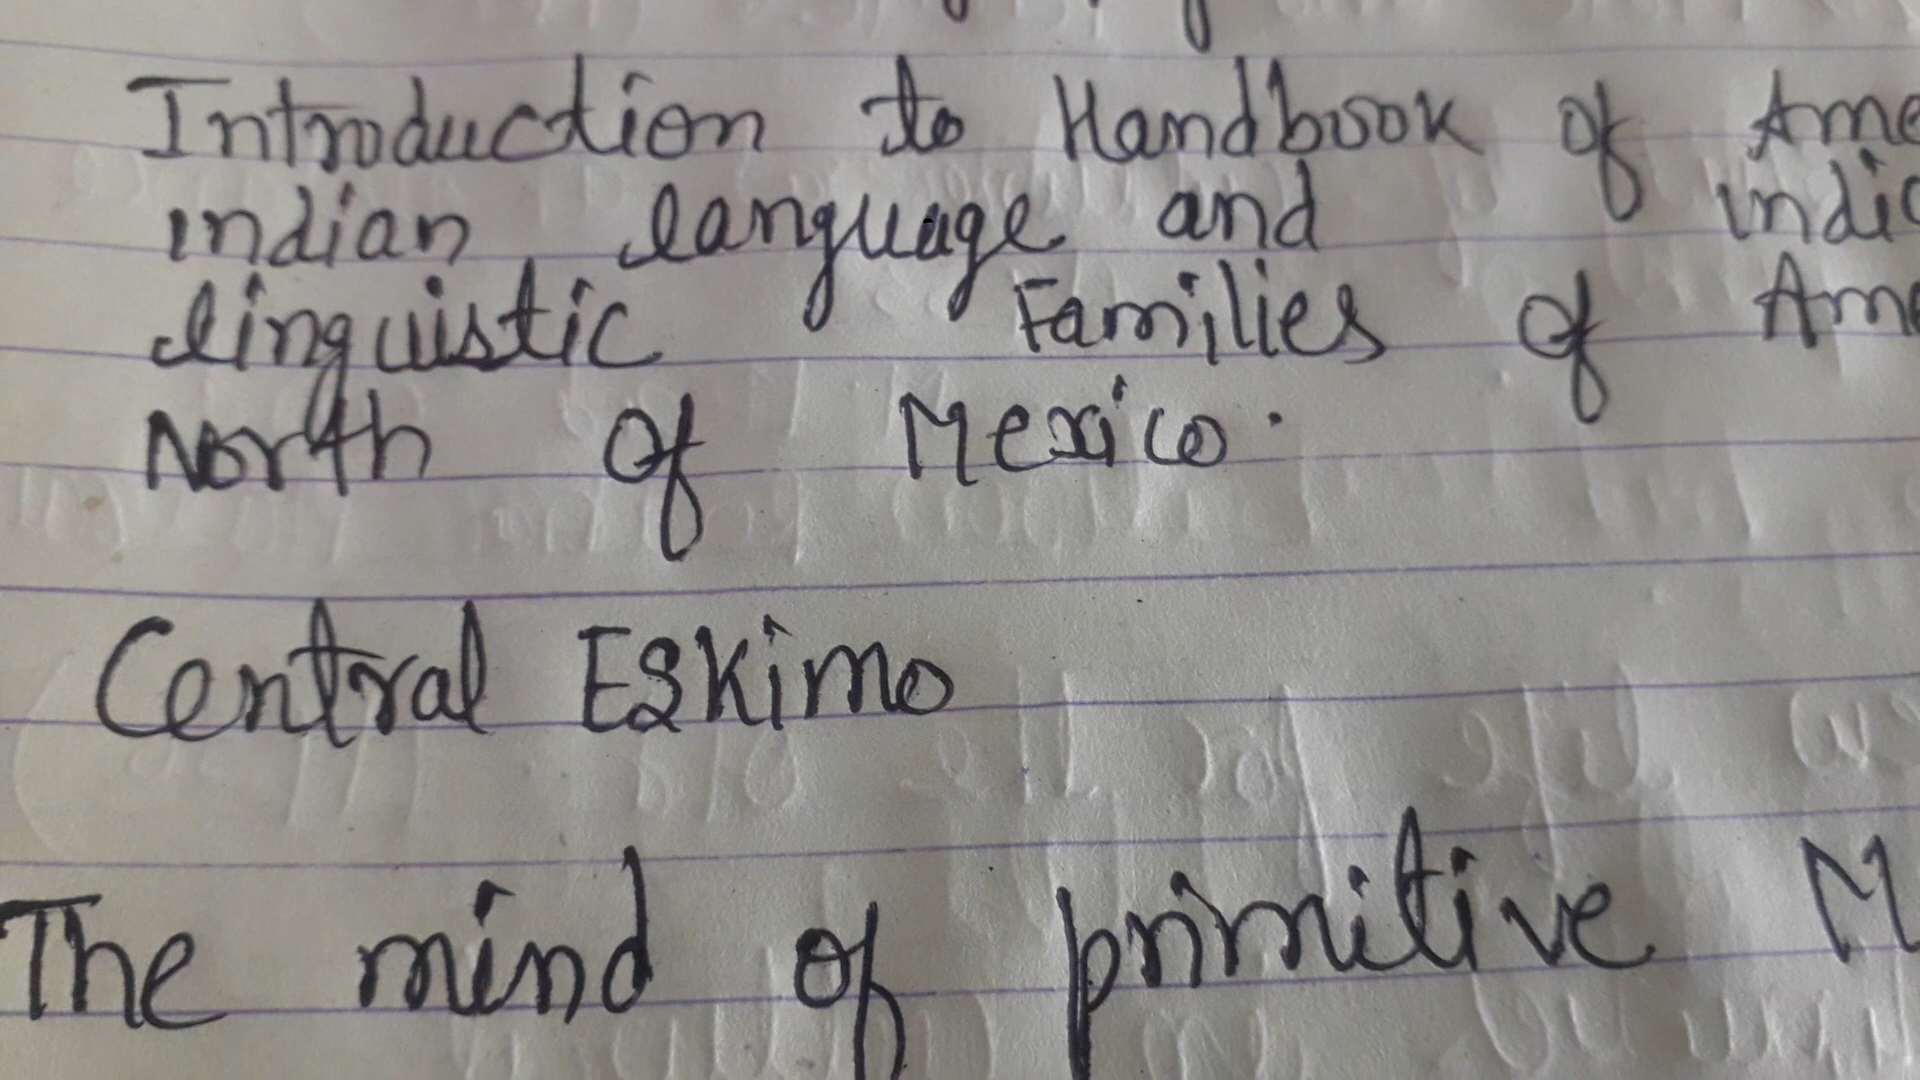 Introduction to Handbook of Ame
indian language and indic
linguistic Families of Ame
North of Mexico.
Central Eskimo
The mind of primitive M